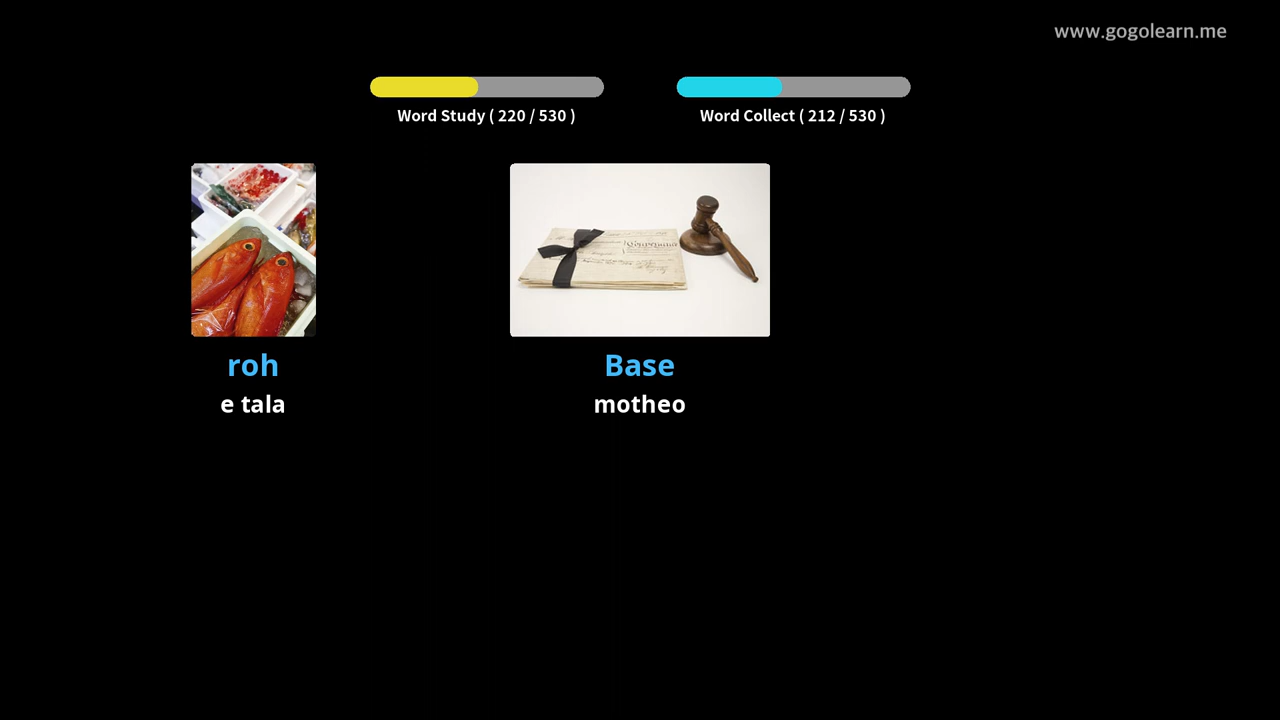 www.gogolearn.me
Word Study ( 220 / 530 )
Word Collect ( 212 / 530 )
roh
e tala
Base
motheo